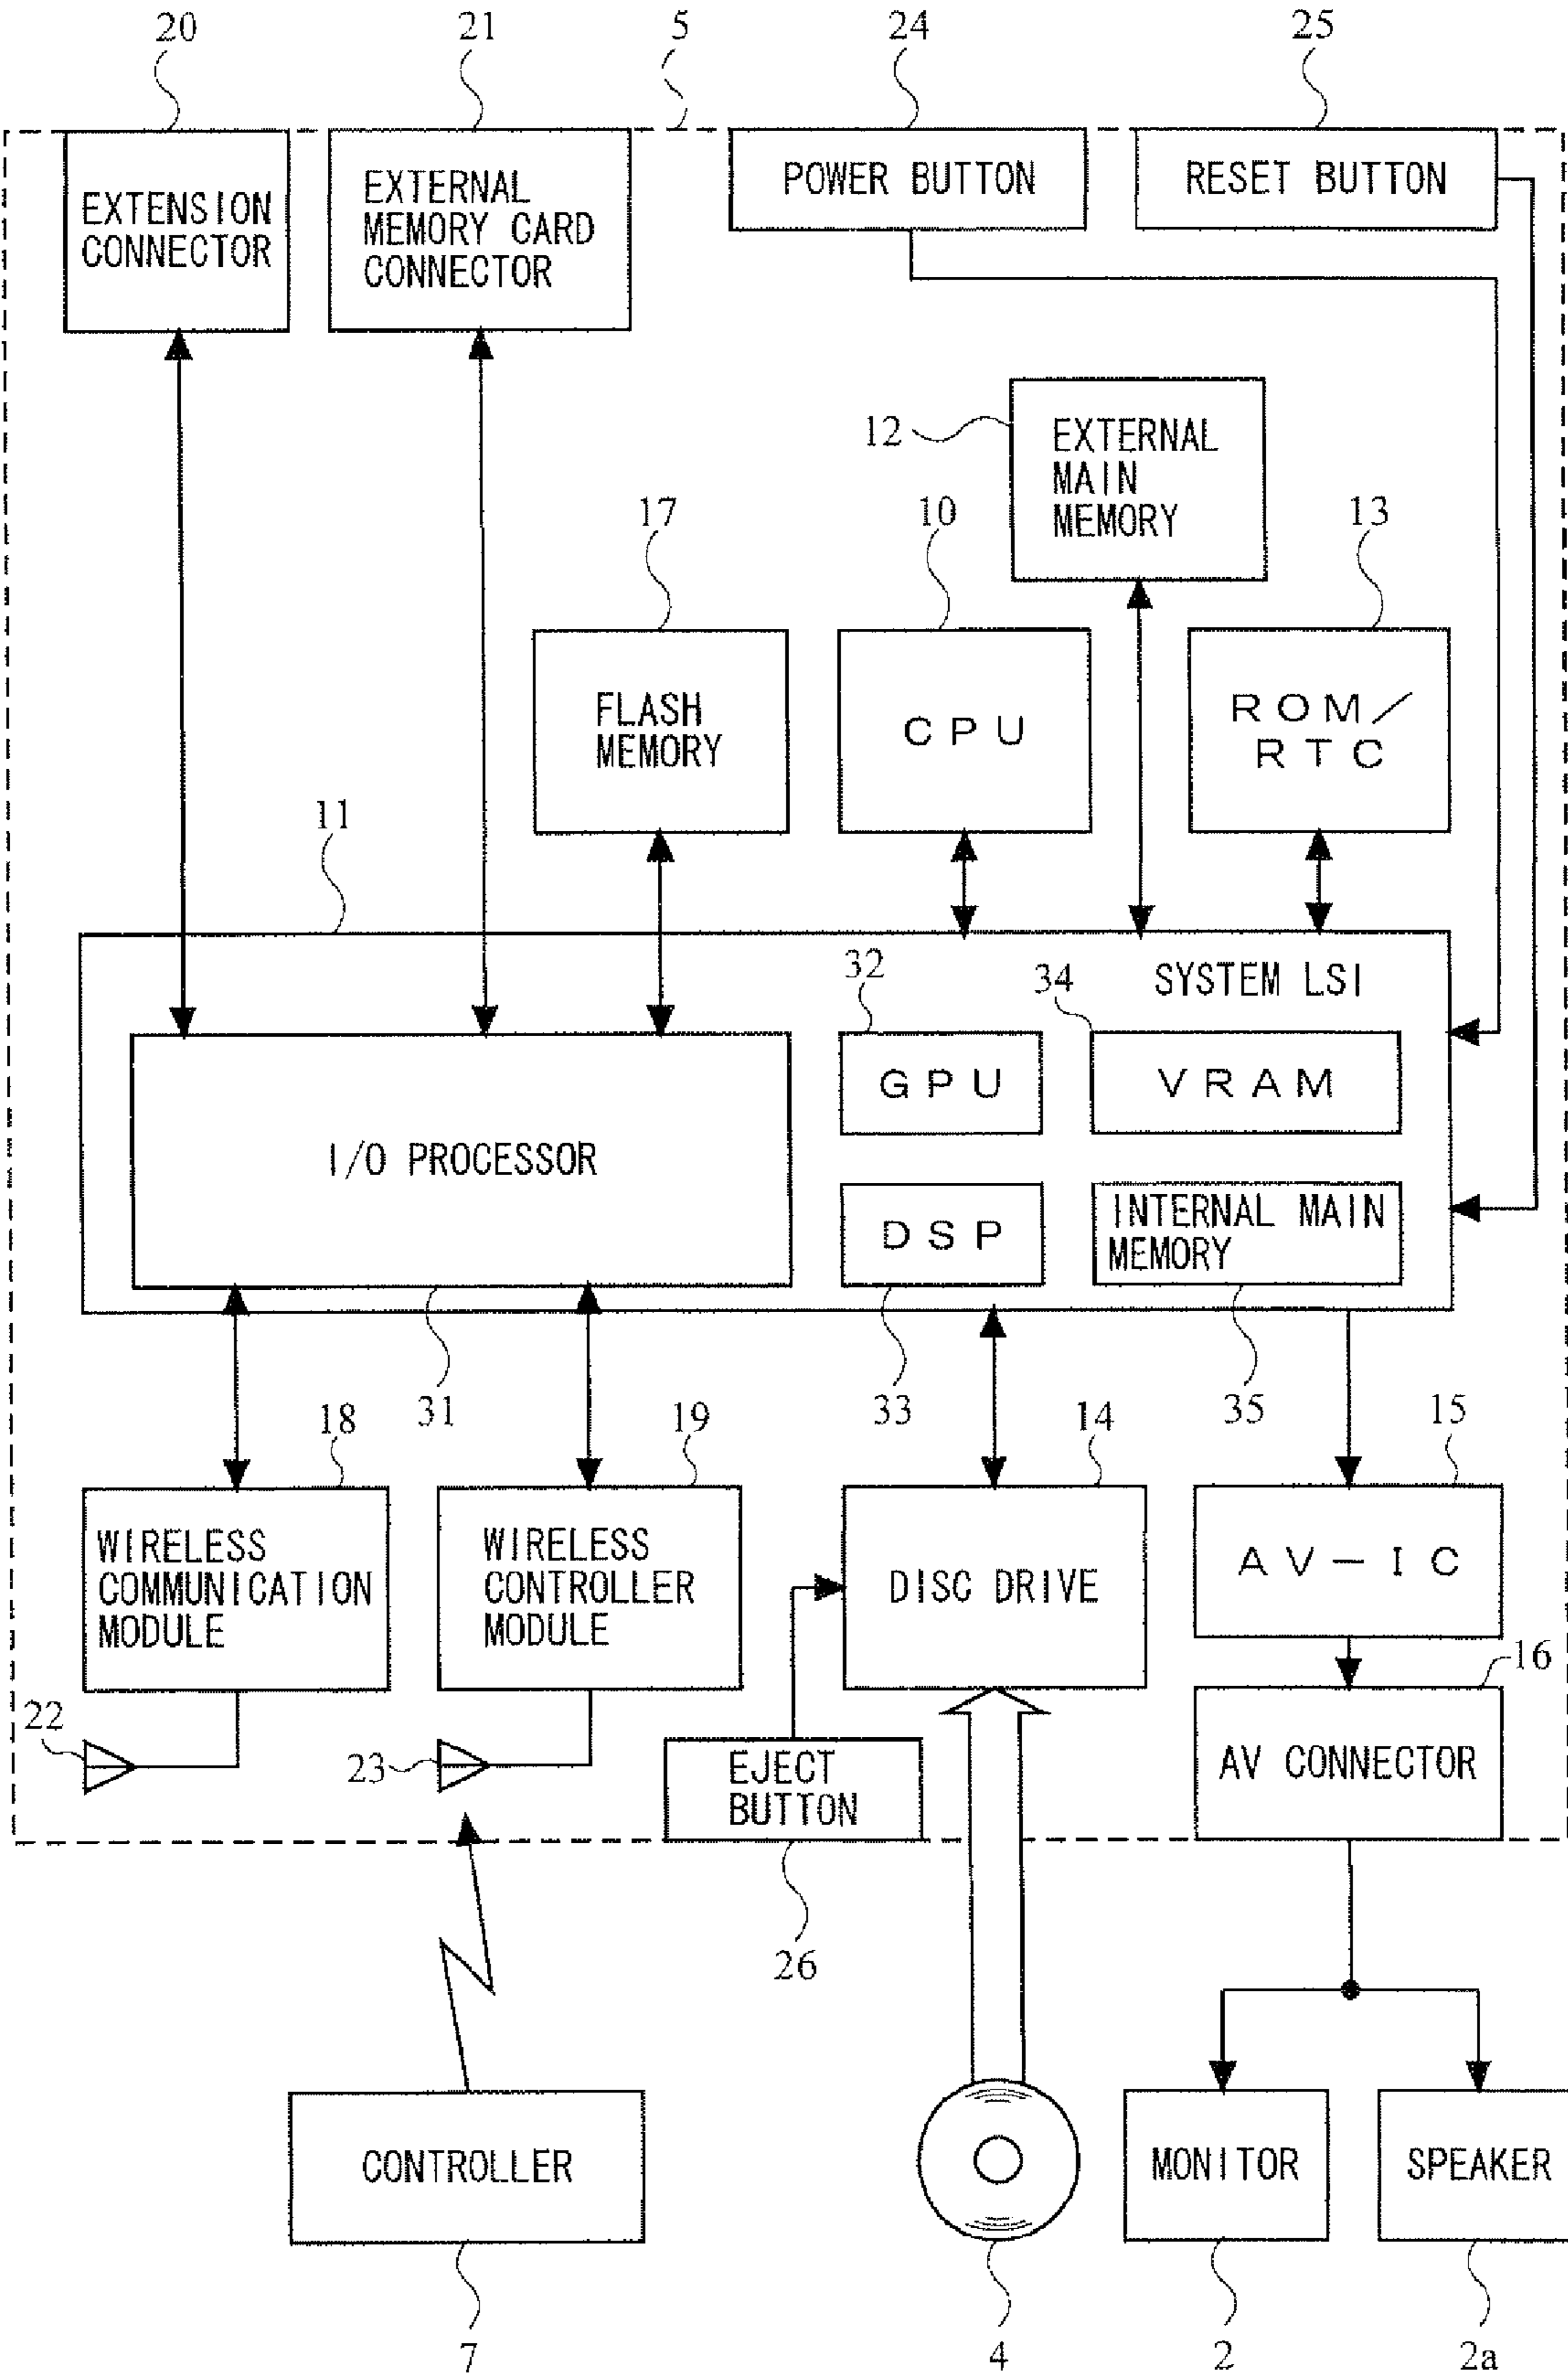 20
21
5
24
25
EXTENSION
CONNECTOR
EXTERNAL
MEMORY CARD
CONNECTOR
POWER BUTTON
RESET BUTTON
12
EXTERNAL
MAIN
MEMORY
17
10
13
FLASH
MEMORY
CPU
ROM/
RTC
11
SYSTEM LSI
32
34
GPU
VRAM
I/O PROCESSOR
DSP
INTERNAL MAIN
MEMORY
31
33
35
18
19
14
15
WIRELESS
COMMUNICATION
MODULE
WIRELESS
CONTROLLER
MODULE
DISC DRIVE
AV-IC
16
22
23
EJECT
BUTTON
AV CONNECTOR
26
CONTROLLER
MONITOR
SPEAKER
7
4
2
2a